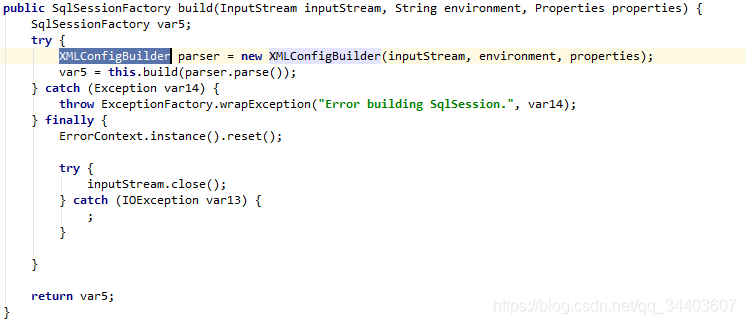 public SqlSessionFactory build(InputStream inputStream, String environment, Properties properties) {
    SqlSessionFactory var5;
    try {
        XMLConfigBuilder parser = new XMLConfigBuilder(inputStream, environment, properties);
        var5 = this.build(parser.parse());
    } catch (Exception var14) {
        throw ExceptionFactory.wrapException("Error building SqlSession.", var14);
    } finally {
        ErrorContext.instance().reset();

        try {
            inputStream.close();
        } catch (IOException var13) {
            ;
        }

    }

    return var5;
}
https://blog.csdn.net/qq_34403607